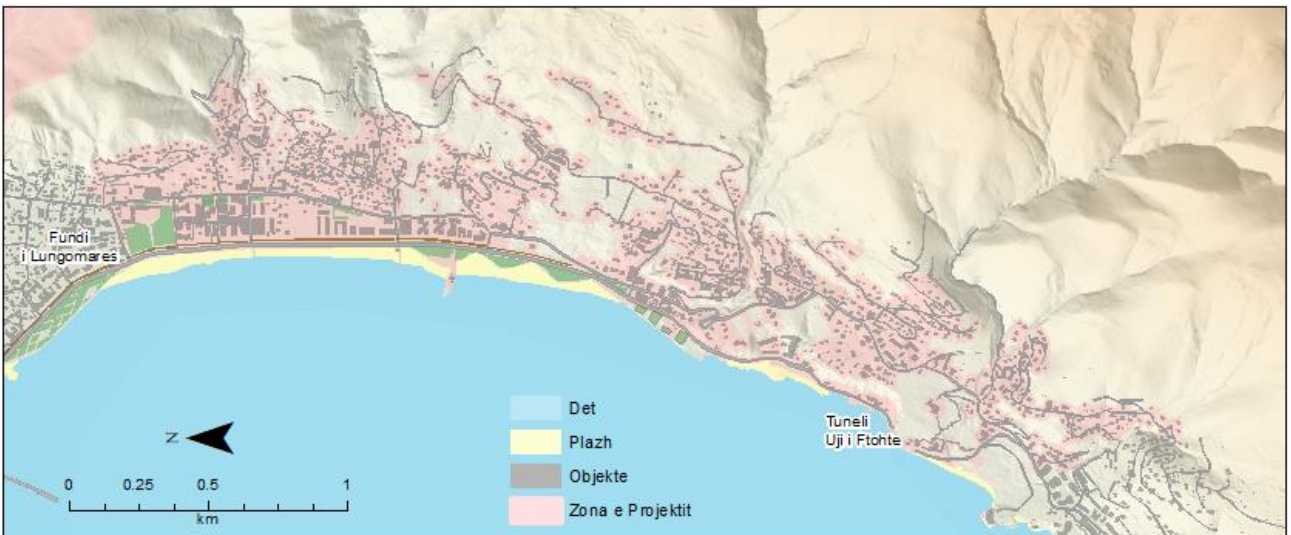 Fundi
i Lungomares
Tuneli
Uji i Ftohte
N
0 0.25 0.5 1
km
Det
Plazh
Objekte
Zona e Projektit